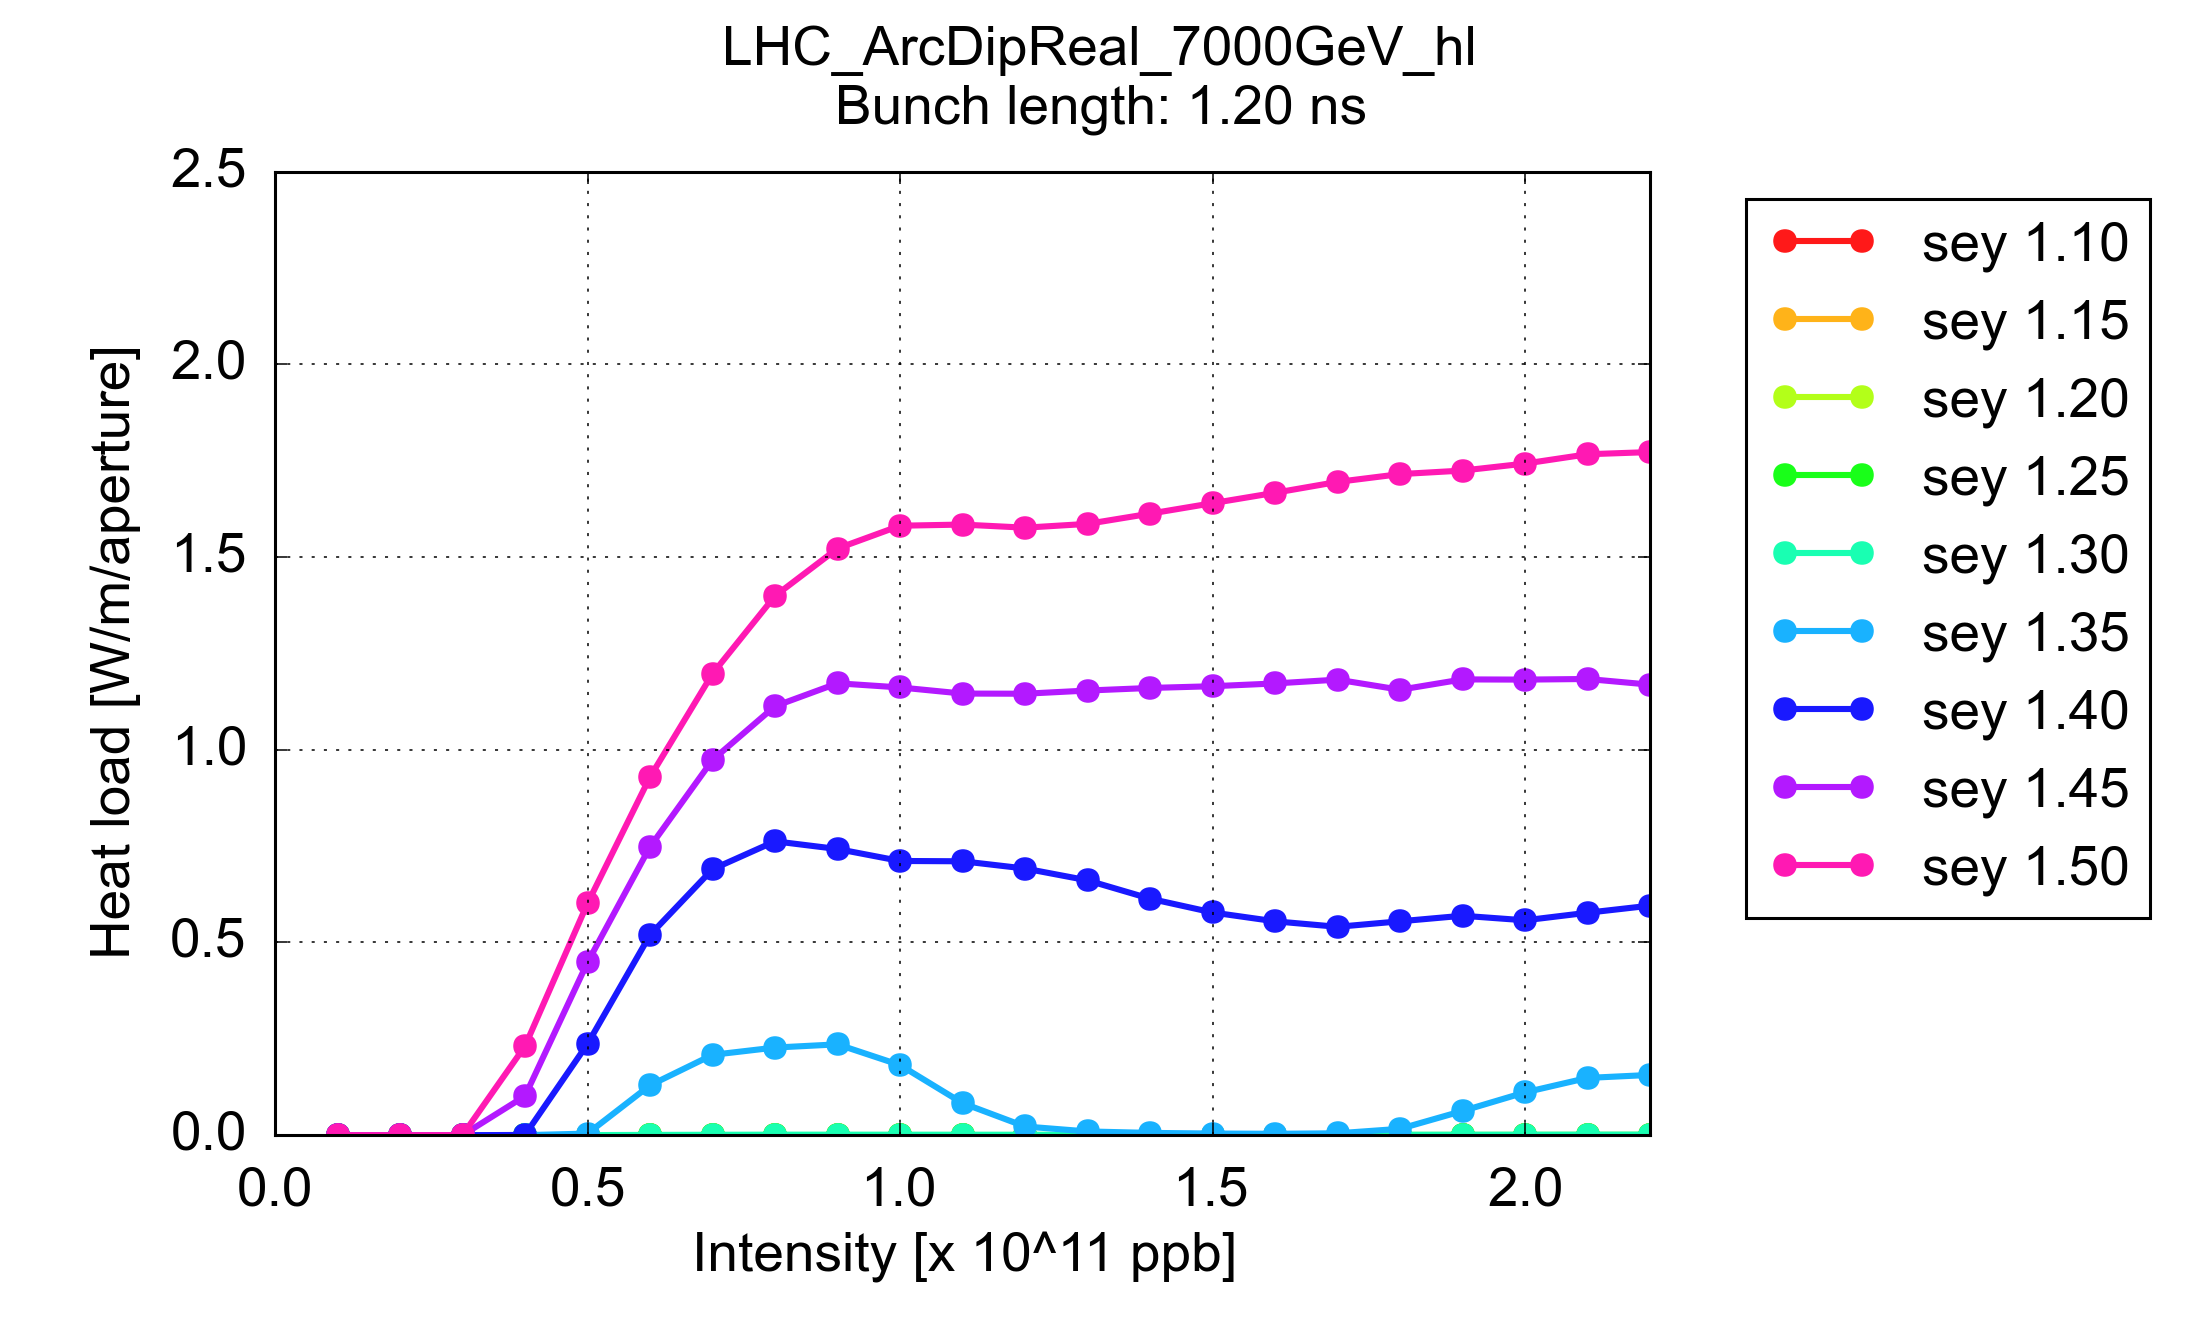 LHC_ArcDipReal_7000GeV_hl
Bunch length: 1.20 ns
Heat load [W/m/aperture]
2.5
2.0
1.5
1.0
0.5
0.0
0.0 0.5 1.0 1.5 2.0
Intensity [x 10^11 ppb]
sey 1.10
sey 1.15
sey 1.20
sey 1.25
sey 1.30
sey 1.35
sey 1.40
sey 1.45
sey 1.50